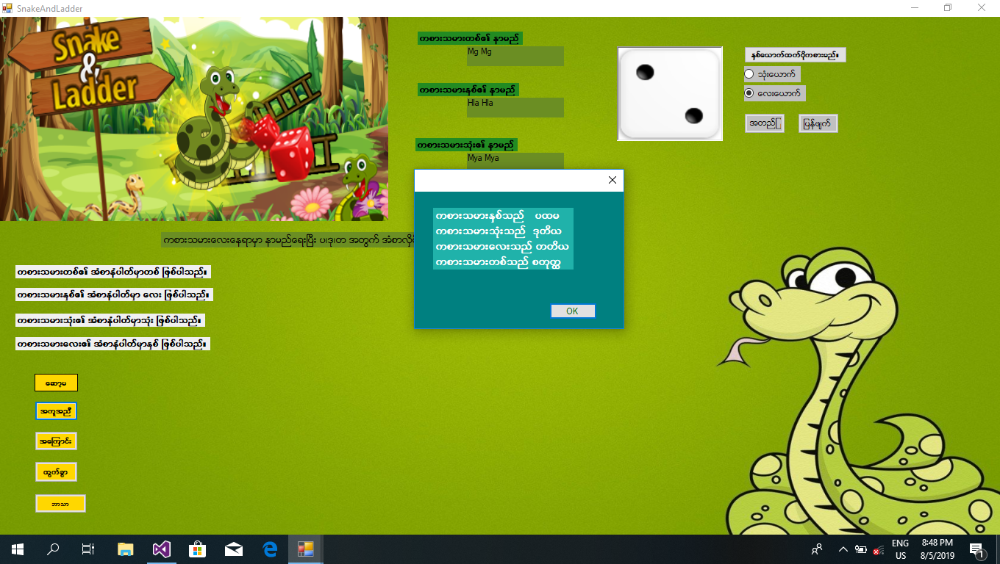 SnakeAndLadder
Snake
&
Ladder
ကစားသမားတစ်၏ နာမည်
Mg Mg
ကစားသမားနှစ်၏ နာမည်
Hla Hla
ကစားသမားသုံး၏ နာမည်
Mya Mya
နှစ်ယောက်ထက်ပိုကစားမည်။
သုံးယောက်
လေးယောက်
အတည်ပြု
ပြန်ဖျက်
ကစားသမားနှစ်သည် ပထမ
ကစားသမားသုံးသည် ဒုတိယ
ကစားသမားလေးသည် တတိယ
ကစားသမားတစ်သည် စတုတ္ထ
OK
ကစားသမားလေးနေရာမှာ နာမည်ရေးပြီး ပ၊ဒု၊တ အတွက် အံစာလှိမ့်
ကစားသမားတစ်၏ အံစာနံပါတ်မှာတစ် ဖြစ်ပါသည်။
ကစားသမားနှစ်၏ အံစာနံပါတ်မှာ လေး ဖြစ်ပါသည်။
ကစားသမားသုံး၏ အံစာနံပါတ်မှာသုံး ဖြစ်ပါသည်။
ကစားသမားလေး၏ အံစာနံပါတ်မှာနှစ် ဖြစ်ပါသည်။
ဆော့မ
အကူအညီ
အကြောင်း
ထွက်ခွာ
ဘာသာ
ENG
US
8:48 PM
8/5/2019
1